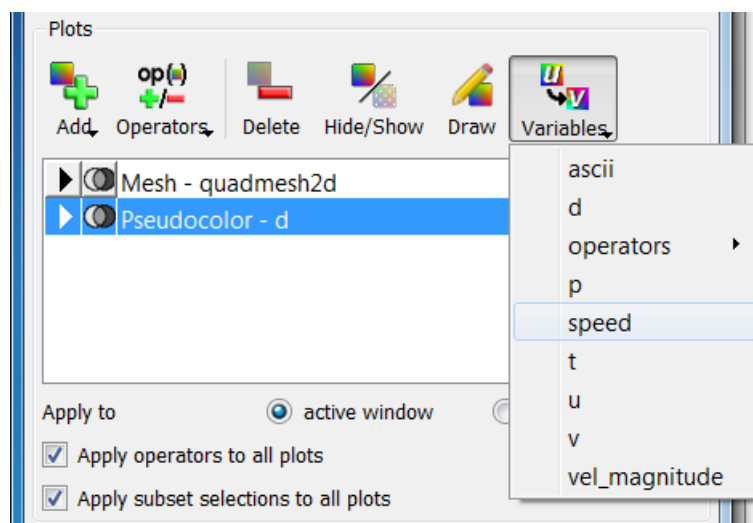 Plots
op(=)
+/-
U
V
Add Operators Delete Hide/Show Draw Variables
Mesh - quadmesh2d
Pseudocolor - d
ascii
d
operators
p
speed
t
u
v
vel_magnitude
Apply to active window
Apply operators to all plots
Apply subset selections to all plots